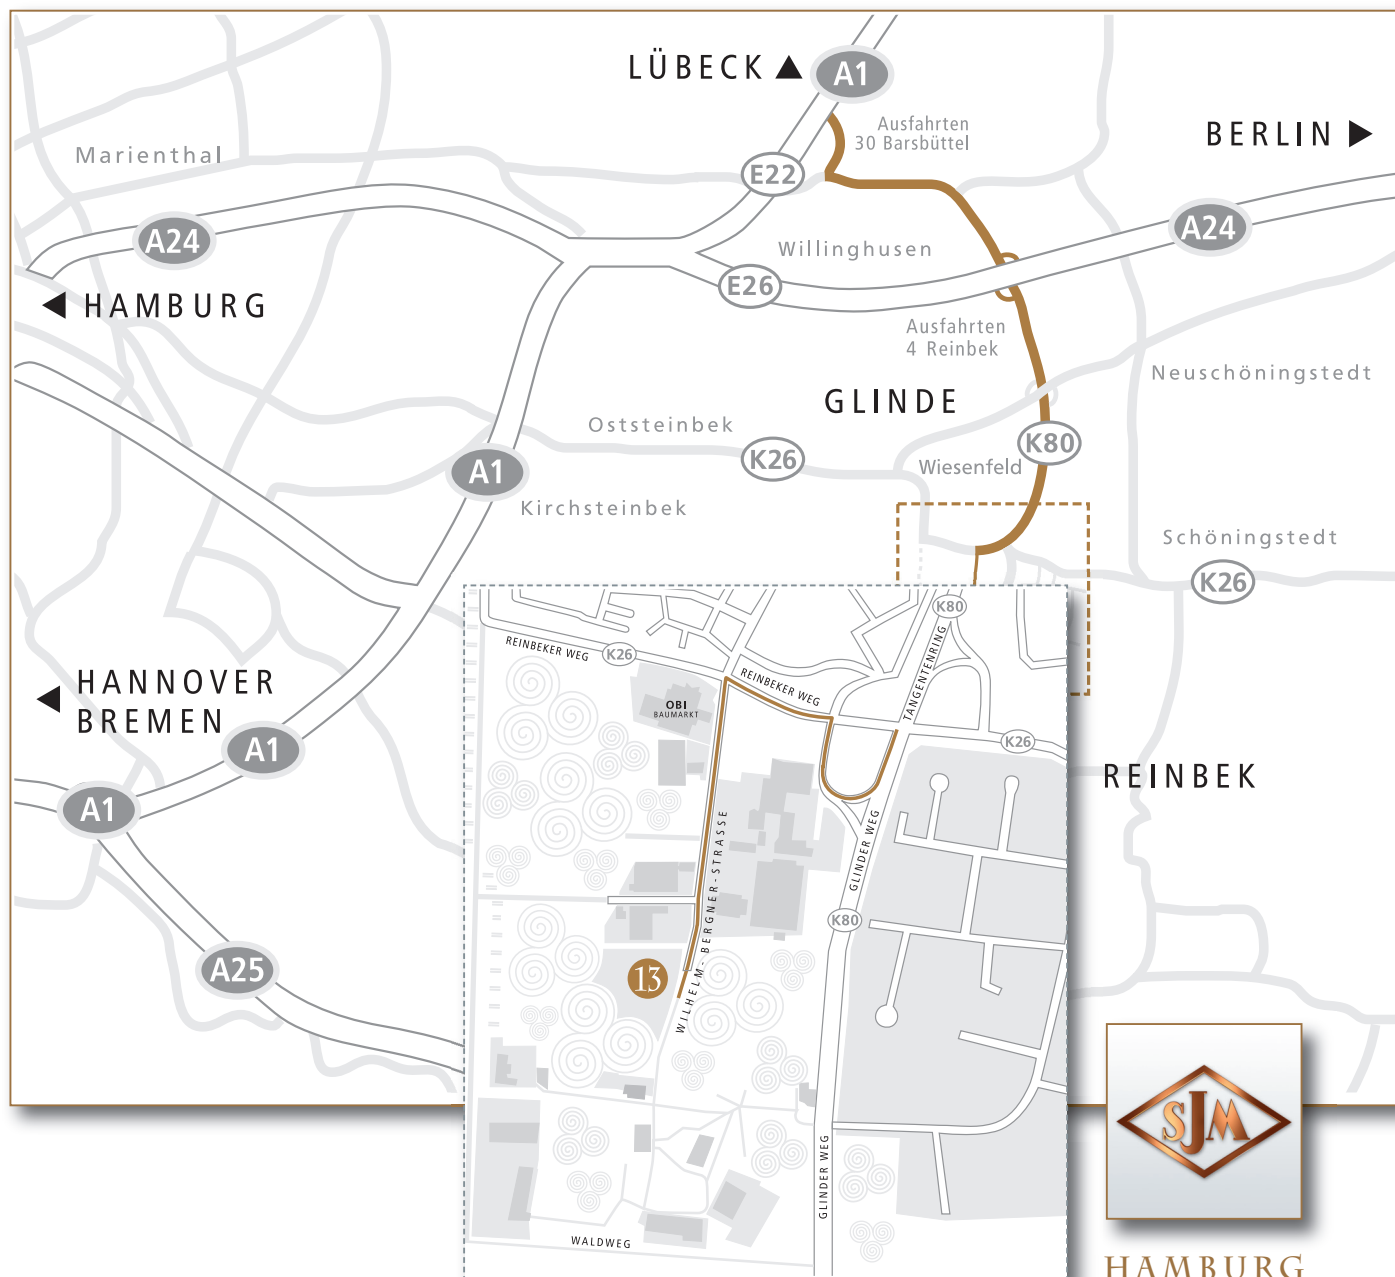 LÜBECK ▲
A1
Ausfahrten
30 Barsbüttel
BERLIN ▶
Marienthal
E22
A24
A24
Willinghusen
E26
◀ HAMBURG
Ausfahrten
4 Reinbek
Neuschöningstedt
GLINDE
Oststeinbek
K26
K80
A1
Wiesenfeld
Kirchsteinbek
Schöningstedt
K26
◀ HANNOVER
BREMEN
A1
A1
A25
REINBEK
K80
REINBEKER WEG
K26
TANGENTENRING
REINBEKER WEG
OBI
BAUMARKT
K26
WILHELM-BERGNER-STRASSE
GLINDER WEG
K80
13
GLINDER WEG
WALDWEG
SJM
HAMBURG